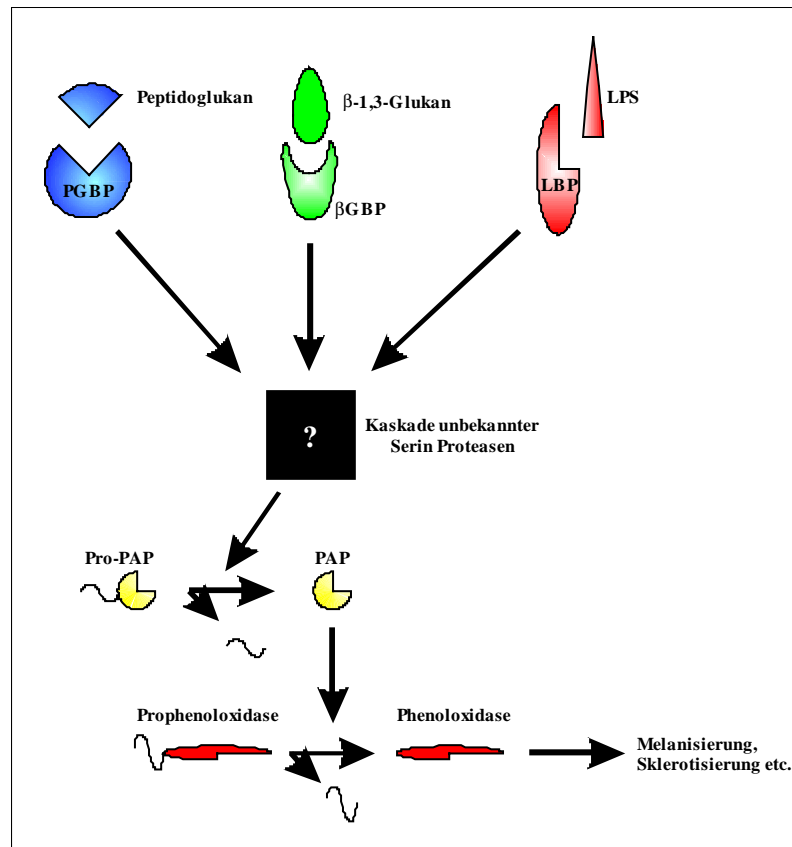 Peptidoglukan
β-1,3-Glukan
LPS
PGBP
LBP
βGBP
?
Kaskade unbekannter
Serin Proteasen
Pro-PAP
PAP
Prophenoloxidase
Phenoloxidase
Melanisierung,
Sklerotisierung etc.